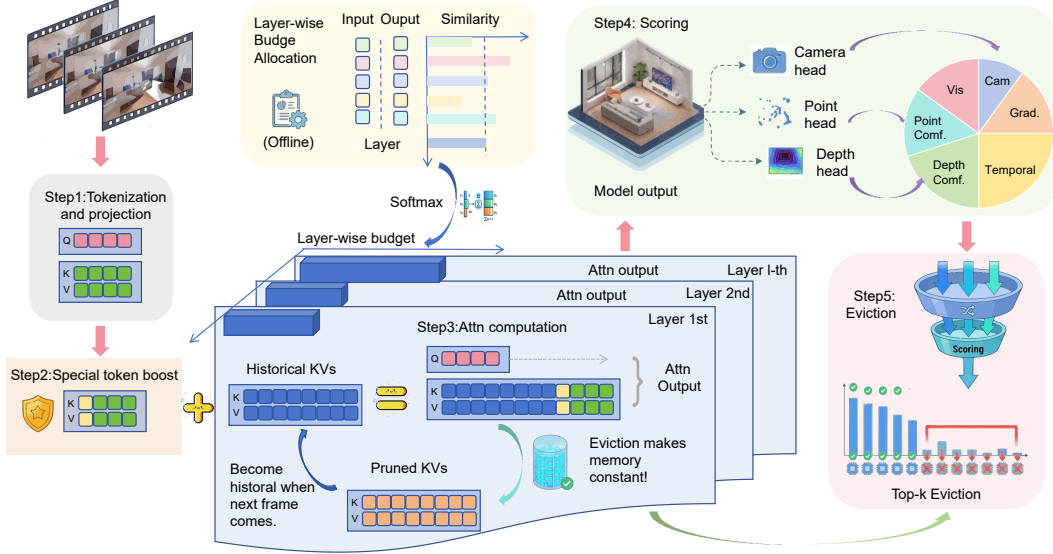 Layer-wise
Budge
Allocation
(Offline)
Input
Ouput
Similarity
Layer
Softmax
Step4: Scoring
Camera
head
Point
head
Depth
head
Model output
Vis
Cam
Grad.
Point
Comf.
Depth
Comf.
Temporal
Step1:Tokenization
and projection
Q
K
V
Step2:Special token boost
K
V
Layer-wise budget
Attn output
Layer l-th
Attn output
Layer 2nd
Layer 1st
Step3:Attn computation
Historical KVs
K
V
Q
K
V
Attn
Output
Pruned KVs
K
V
Become
historal when
next frame
comes.
Eviction makes
memory
constant!
Step5:
Eviction
Scoring
Top-k Eviction